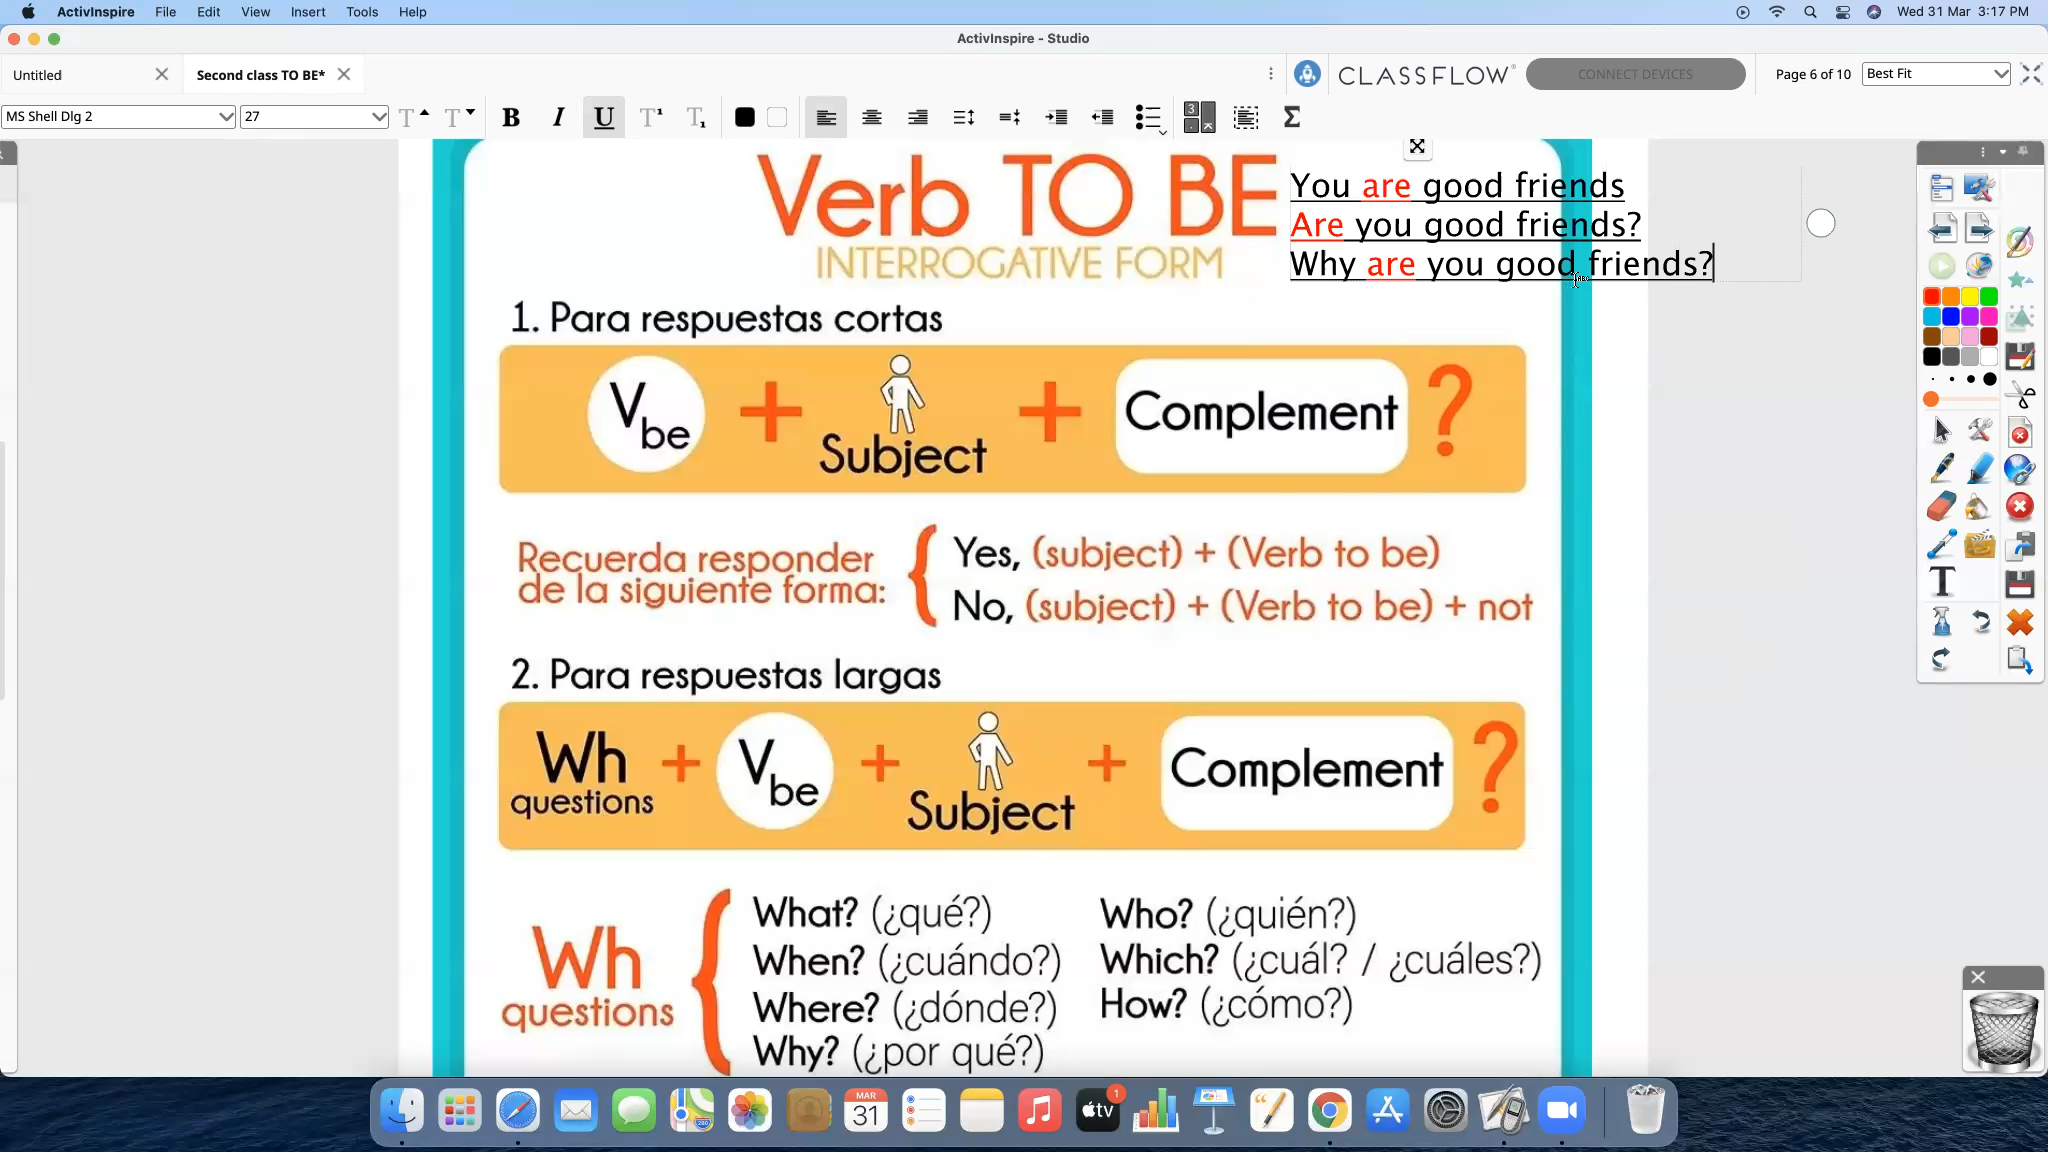 ActivInspire File Edit View Insert Tools Help Wed 31 Mar 3:17 PM
ActivInspire - Studio
Untitled Second class TO BE* CLASSFLOW CONNECT DEVICES Page 6 of 10 Best Fit
MS Shell Dlg 2 27 B I U
Verb TO BE
INTERROGATIVE FORM
You are good friends
Are you good friends?
Why are you good friends?
1. Para respuestas cortas
Vbe + Subject + Complement ?
Recuerda responder
de la siguiente forma:
Yes, (subject) + (Verb to be)
No, (subject) + (Verb to be) + not
2. Para respuestas largas
Wh questions + Vbe + Subject + Complement ?
Wh
questions
What? (¿qué?)
When? (¿cuándo?)
Where? (¿dónde?)
Why? (¿por qué?)
Who? (¿quién?)
Which? (¿cuál? / ¿cuáles?)
How? (¿cómo?)
MAR
31
tv
1